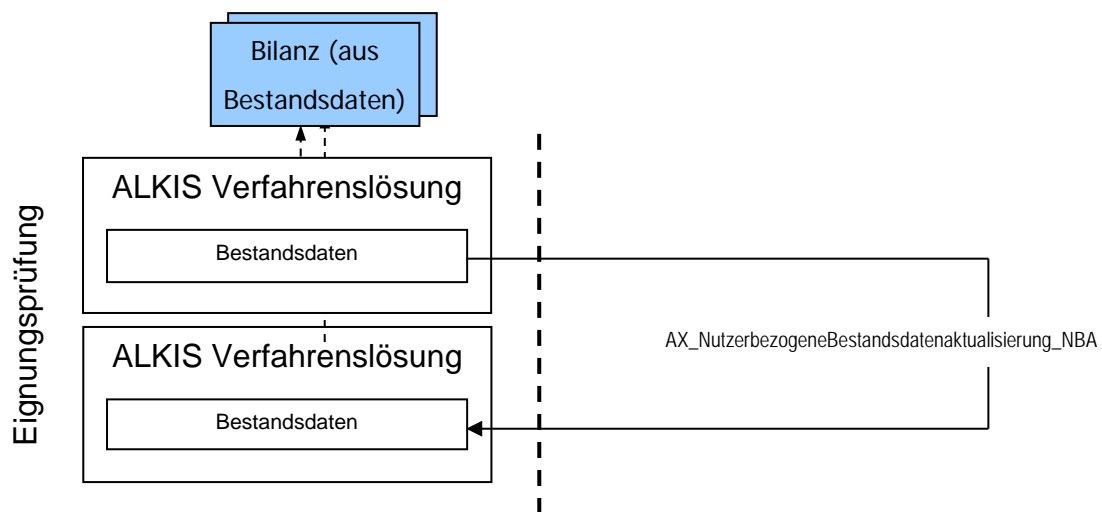 Bilanz (aus
Bestandsdaten)
Eignungsprüfung
ALKIS Verfahrenslösung
Bestandsdaten
ALKIS Verfahrenslösung
Bestandsdaten
AX_NutzerbezogeneBestandsdatenaktualisierung_NBA